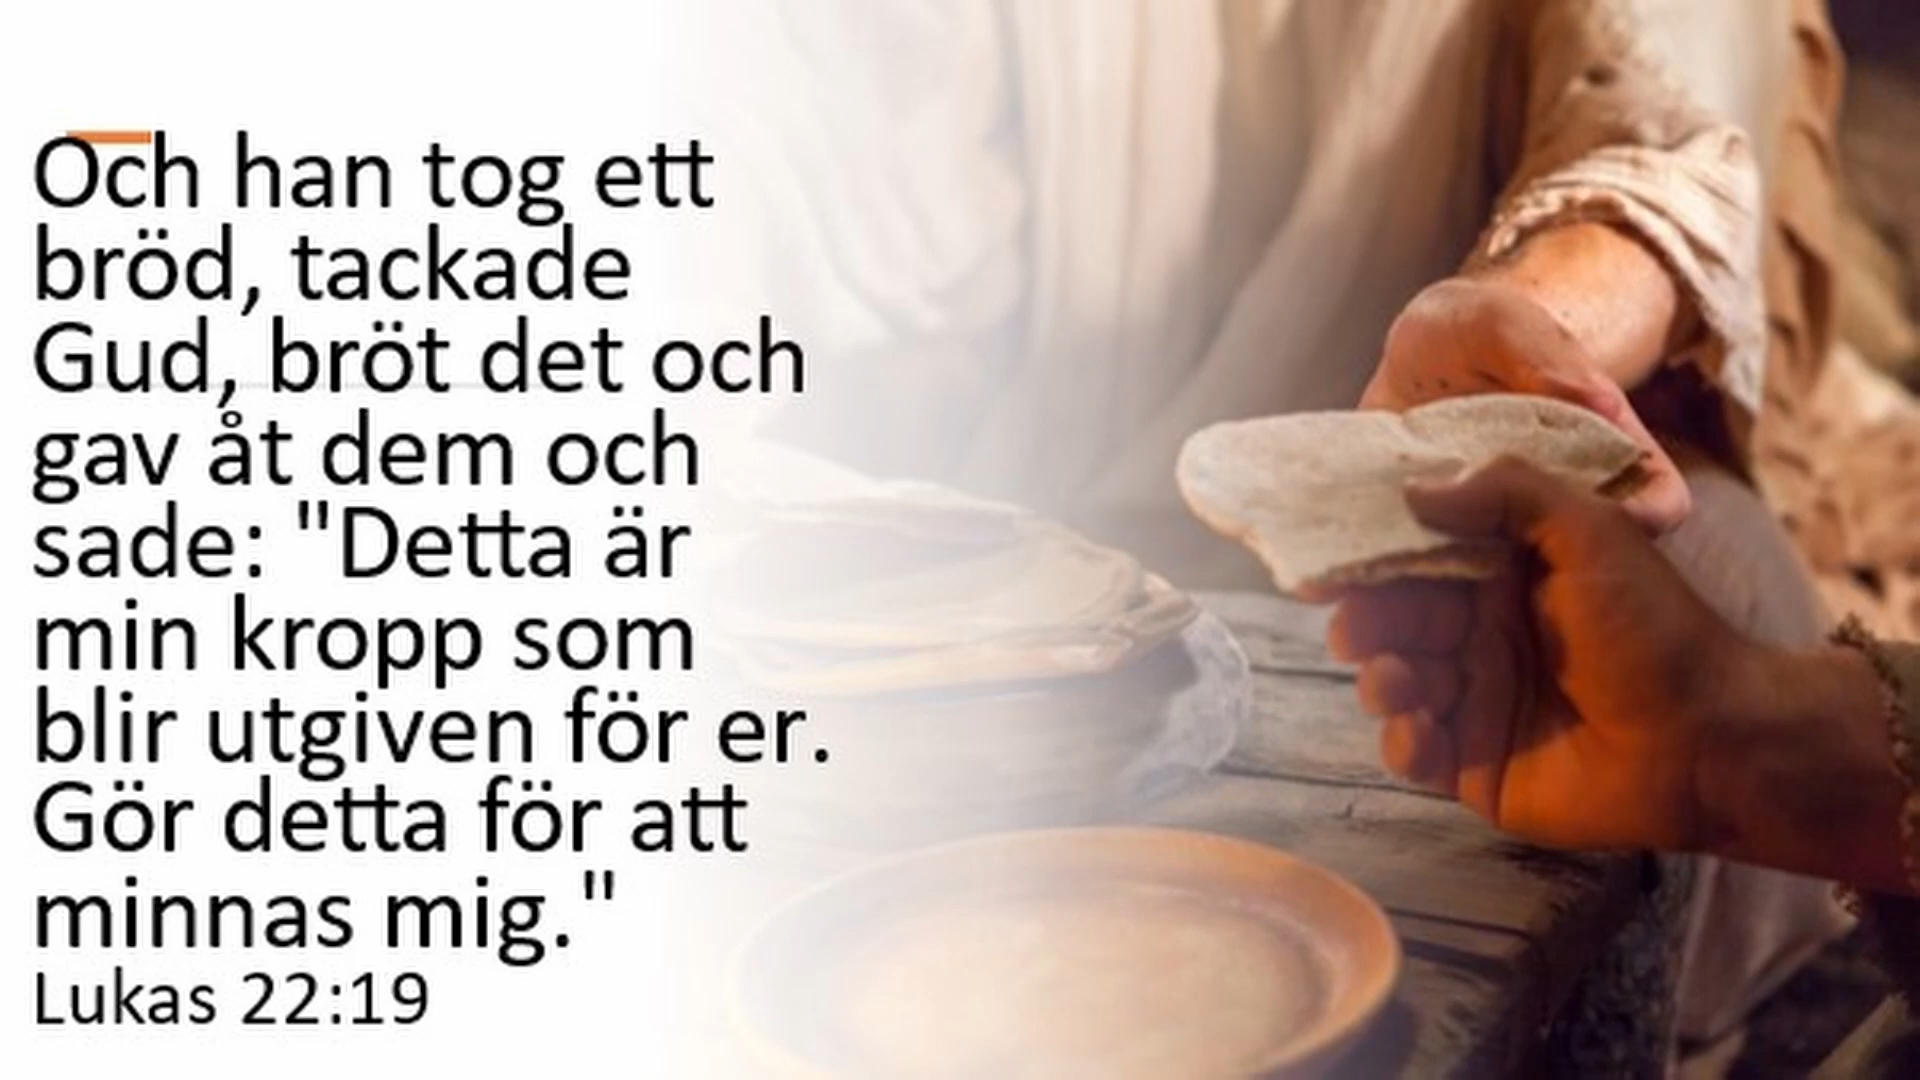 Och han tog ett
bröd, tackade
Gud, bröt det och
gav åt dem och
sade: "Detta är
min kropp som
blir utgiven för er.
Gör detta för att
minnas mig."
Lukas 22:19